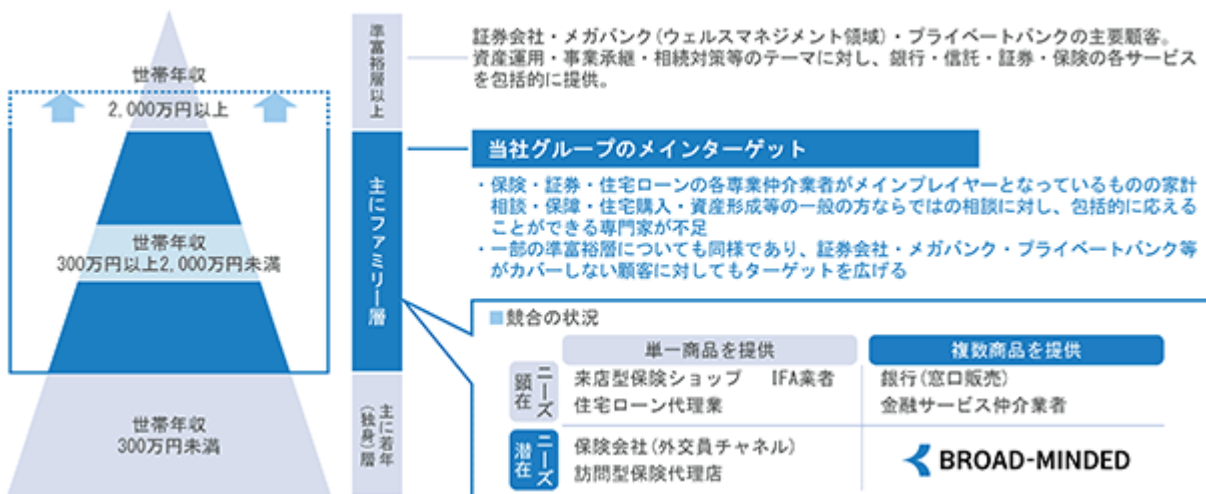 世帯年収
2,000万円以上
世帯年収
300万円以上2,000万円未満
世帯年収
300万円未満
準富裕層以上
主にファミリー層
主に若年
(独身)層
証券会社・メガバンク(ウェルスマネジメント領域)・プライベートバンクの主要顧客。
資産運用・事業承継・相続対策等のテーマに対し、銀行・信託・証券・保険の各サービス
を包括的に提供。
当社グループのメインターゲット
・保険・証券・住宅ローンの各専業仲介業者がメインプレイヤーとなっているものの家計
相談・保障・住宅購入・資産形成等の一般の方ならではの相談に対し、包括的に応える
ことができる専門家が不足
・一部の準富裕層についても同様であり、証券会社・メガバンク・プライベートバンク等
がカバーしない顧客に対してもターゲットを広げる
■競合の状況
単一商品を提供
複数商品を提供
顕在
ニーズ
来店型保険ショップ IFA業者
住宅ローン代理業
銀行(窓口販売)
金融サービス仲介業者
潜在
ニーズ
保険会社(外交員チャネル)
訪問型保険代理店
BROAD-MINDED